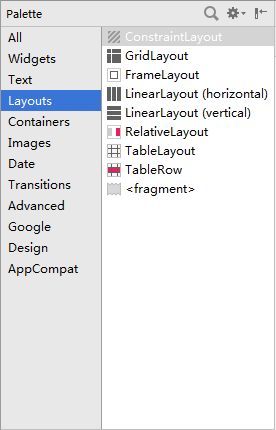 Palette
All
Widgets
Text
Layouts
Containers
Images
Date
Transitions
Advanced
Google
Design
AppCompat
ConstraintLayout
GridLayout
FrameLayout
LinearLayout (horizontal)
LinearLayout (vertical)
RelativeLayout
TableLayout
TableRow
<fragment>